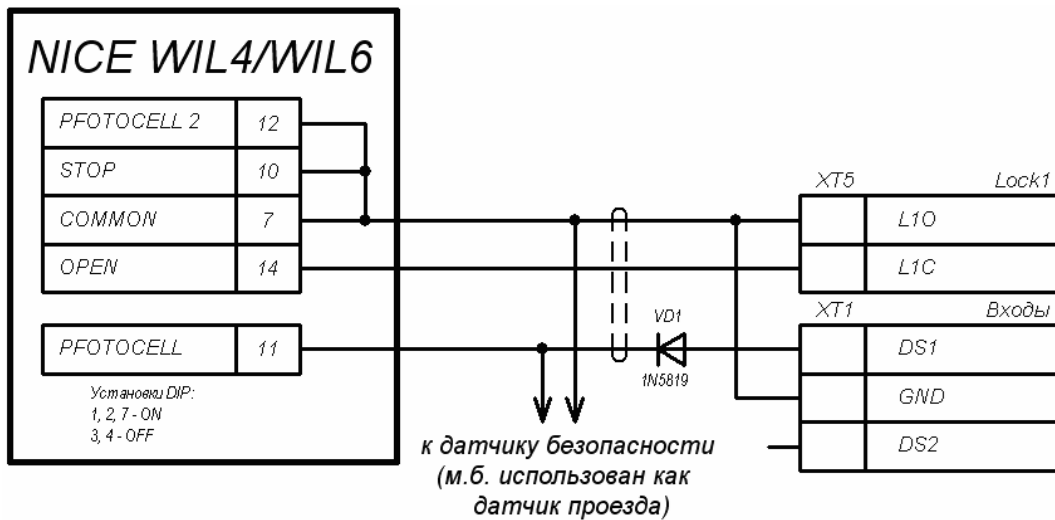 NICE WIL4/WIL6
PFOTOCELL 2 12
STOP 10
COMMON 7
OPEN 14
PFOTOCELL 11
Установки DIP:
1, 2, 7 - ON
3, 4 - OFF
XT5 Lock1
L1O
L1C
XT1 Входы
DS1
GND
DS2
VD1
1N5819
к датчику безопасности
(м.б. использован как
датчик проезда)